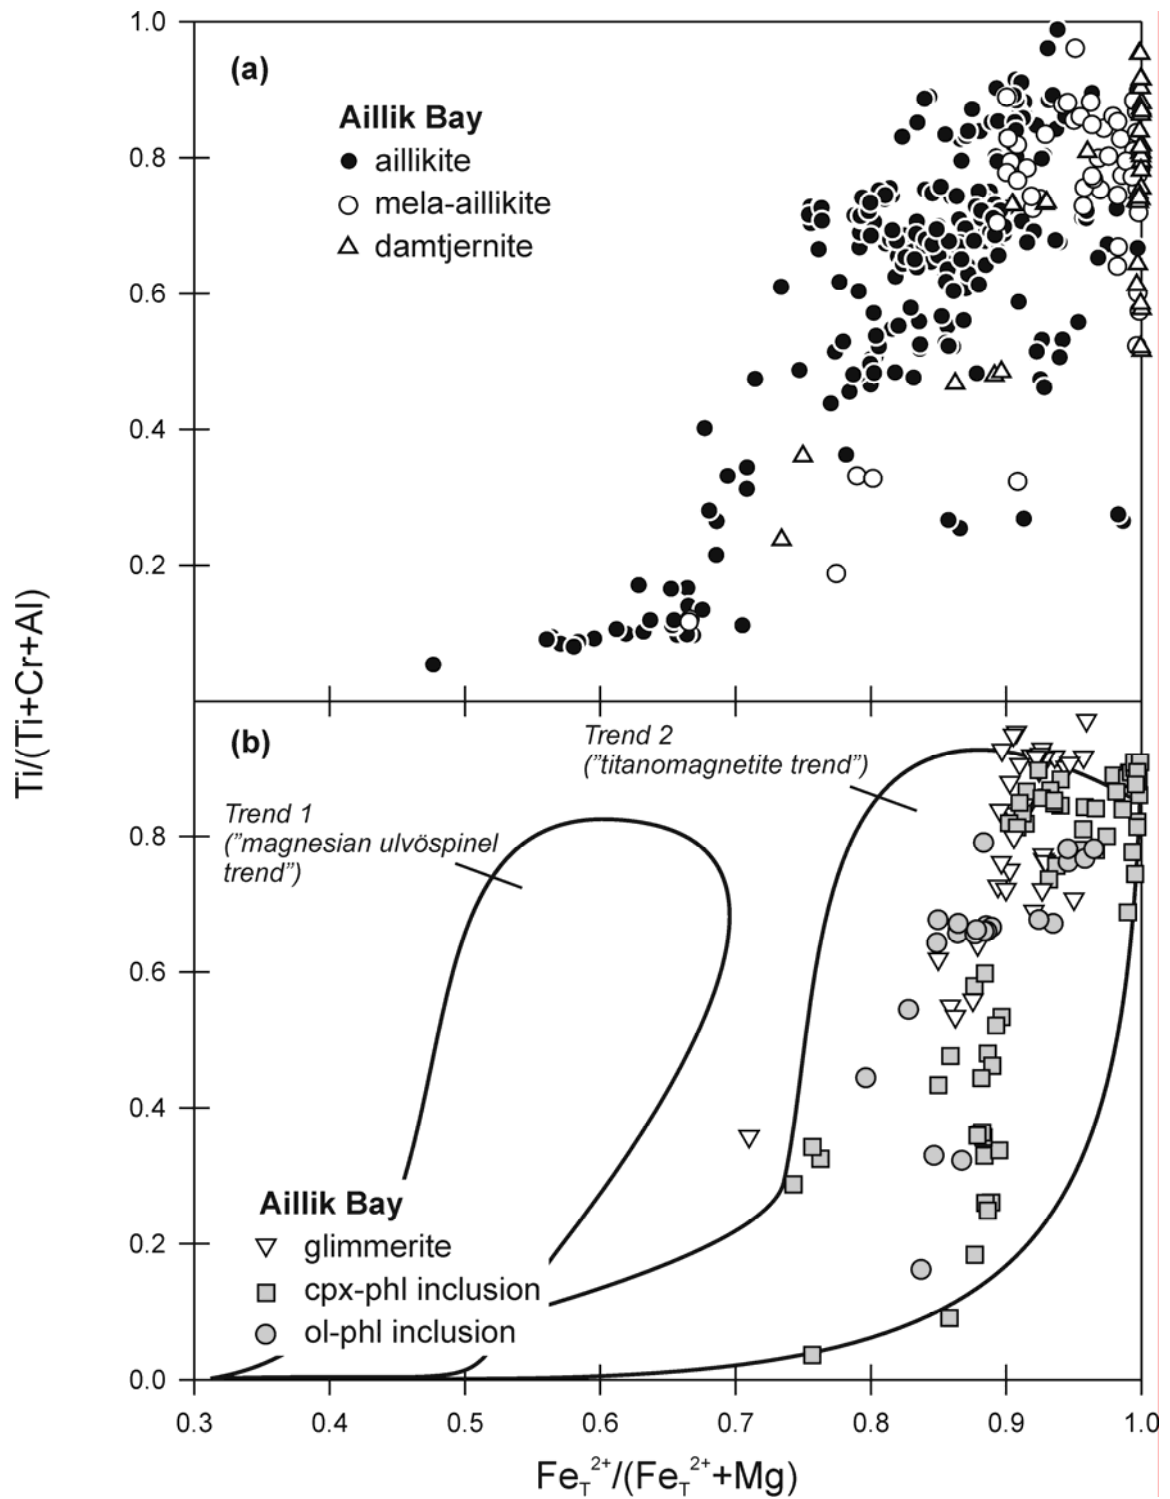 1.0
(a)
Aillik Bay
aillikite
mela-aillikite
damtjernite
0.8
0.6
0.4
0.2
Ti/(Ti+Cr+Al)
(b)
Trend 2
("titanomagnetite trend")
Trend 1
("magnesian ulvöspinel
trend")
0.8
0.6
0.4
0.2
0.0
Aillik Bay
glimmerite
cpx-phl inclusion
ol-phl inclusion
0.3 0.4 0.5 0.6 0.7 0.8 0.9 1.0
Fe_T²⁺/(Fe_T²⁺+Mg)